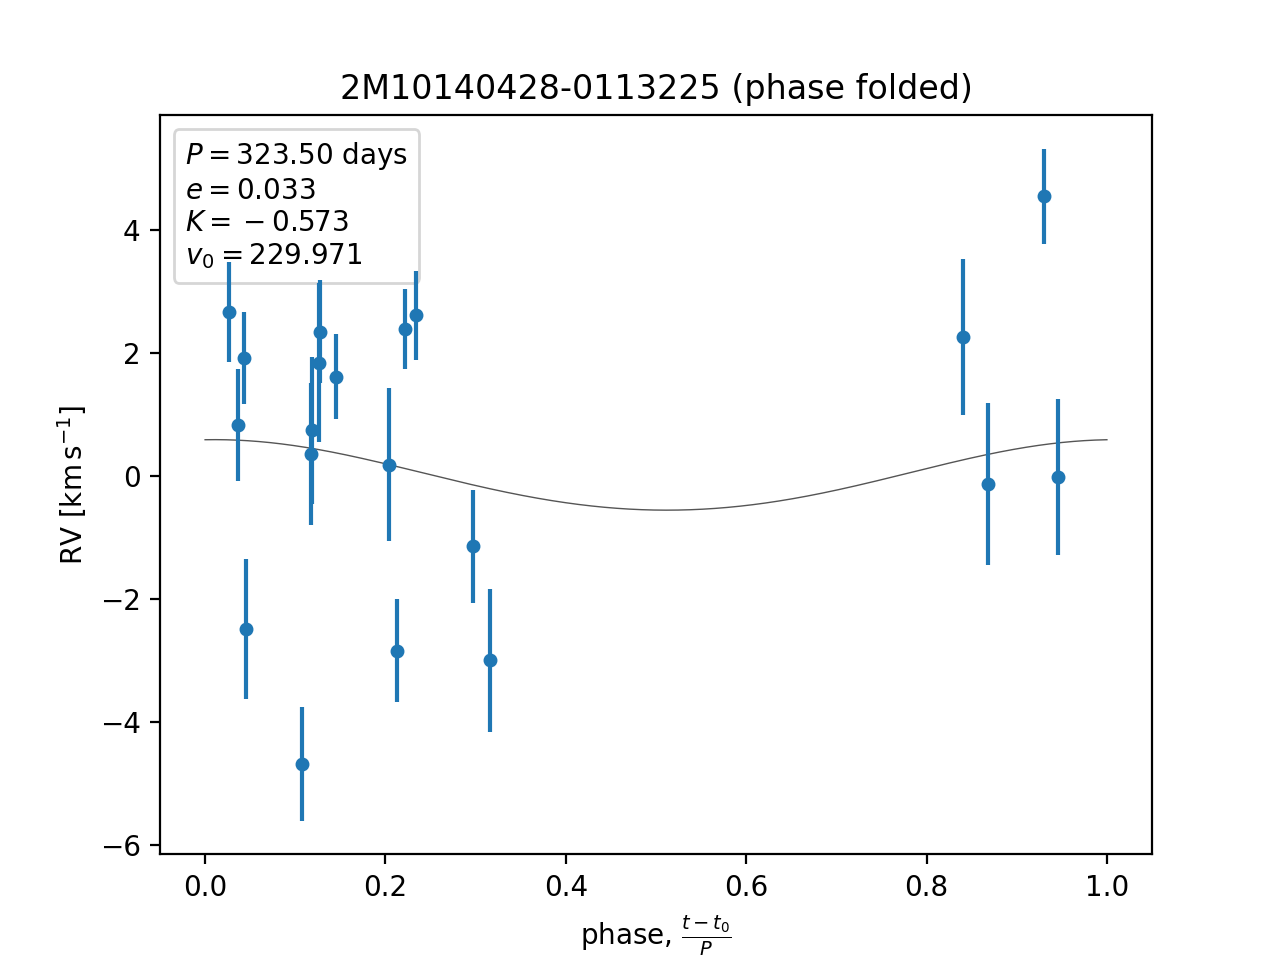 2M10140428-0113225 (phase folded)
P = 323.50 days
e = 0.033
K = −0.573
v₀ = 229.971
4
2
0
−2
−4
−6
RV [km s⁻¹]
0.0 0.2 0.4 0.6 0.8 1.0
phase, (t − t₀)/P